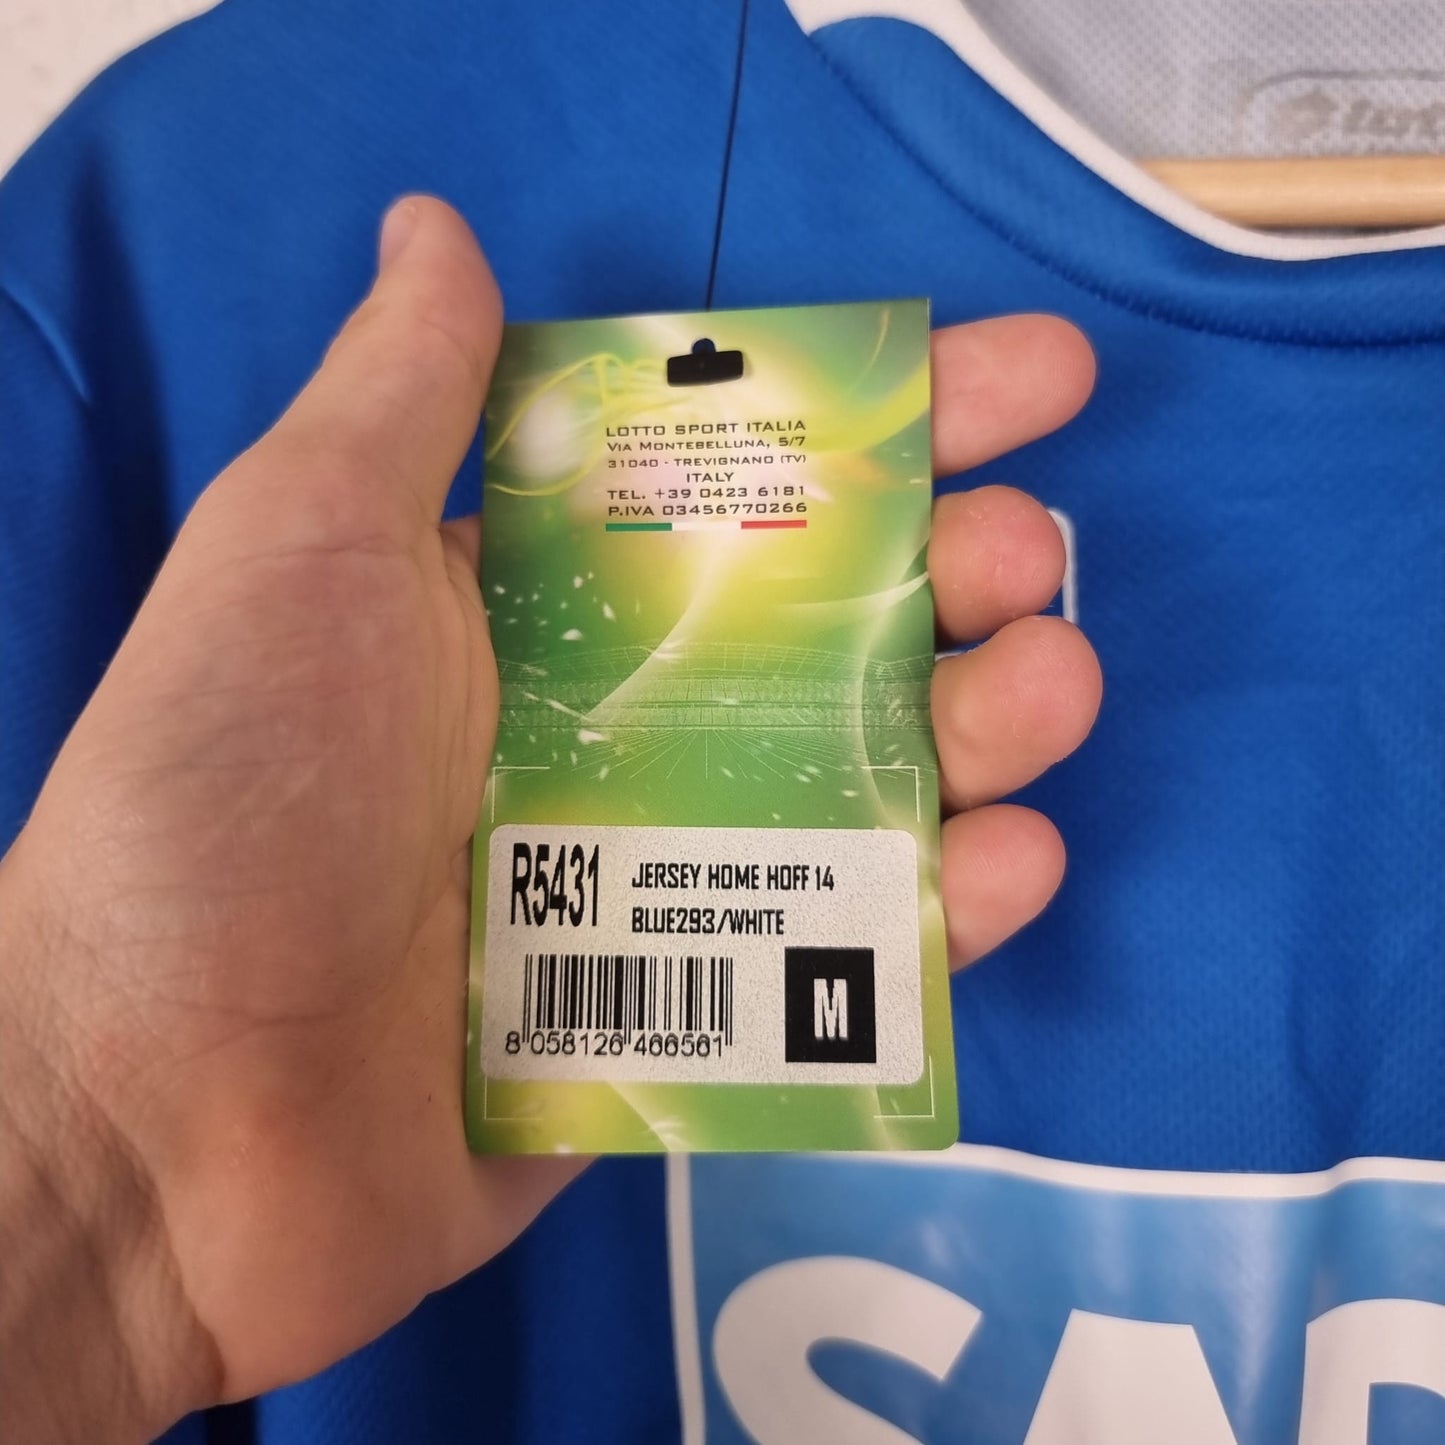 LOTTO SPORT ITALIA
VIA MONTEBELLUNA, 5/7
31040 - TREVIGNANO (TV)
ITALY
TEL. +39 0423 6181
P.IVA 03456770266
R5431
JERSEY HOME HOFF 14
BLUE293/WHITE
M
8 058126 466561